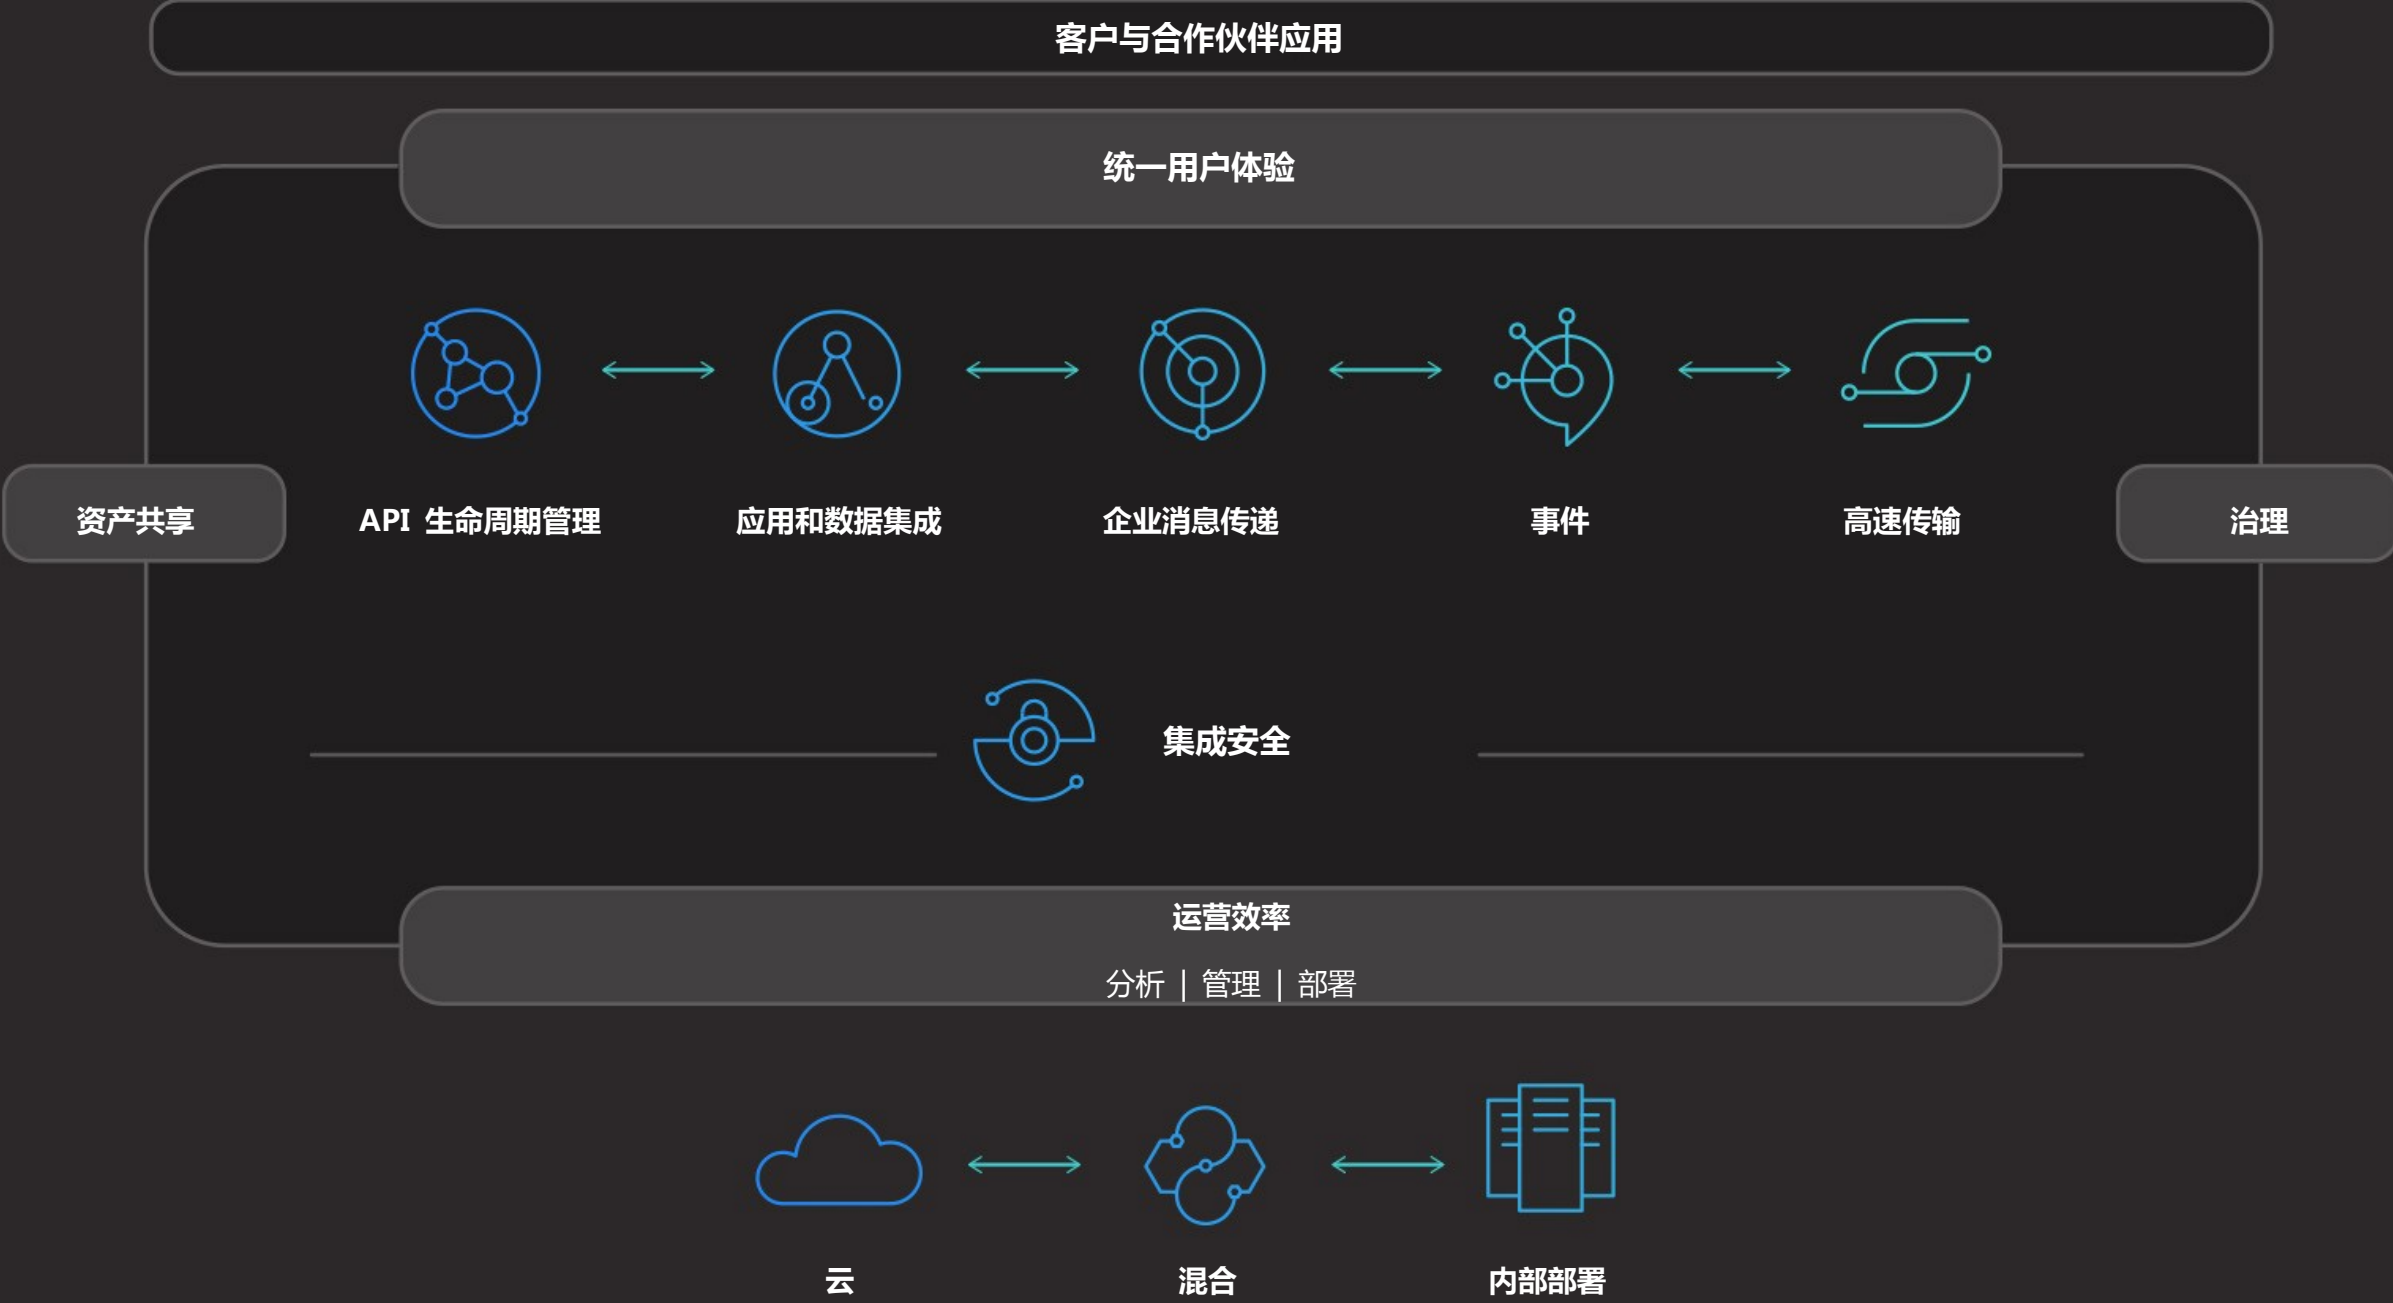 客户与合作伙伴应用
统一用户体验
资产共享
API 生命周期管理
应用和数据集成
企业消息传递
事件
高速传输
治理
集成安全
运营效率
分析 | 管理 | 部署
云
混合
内部部署